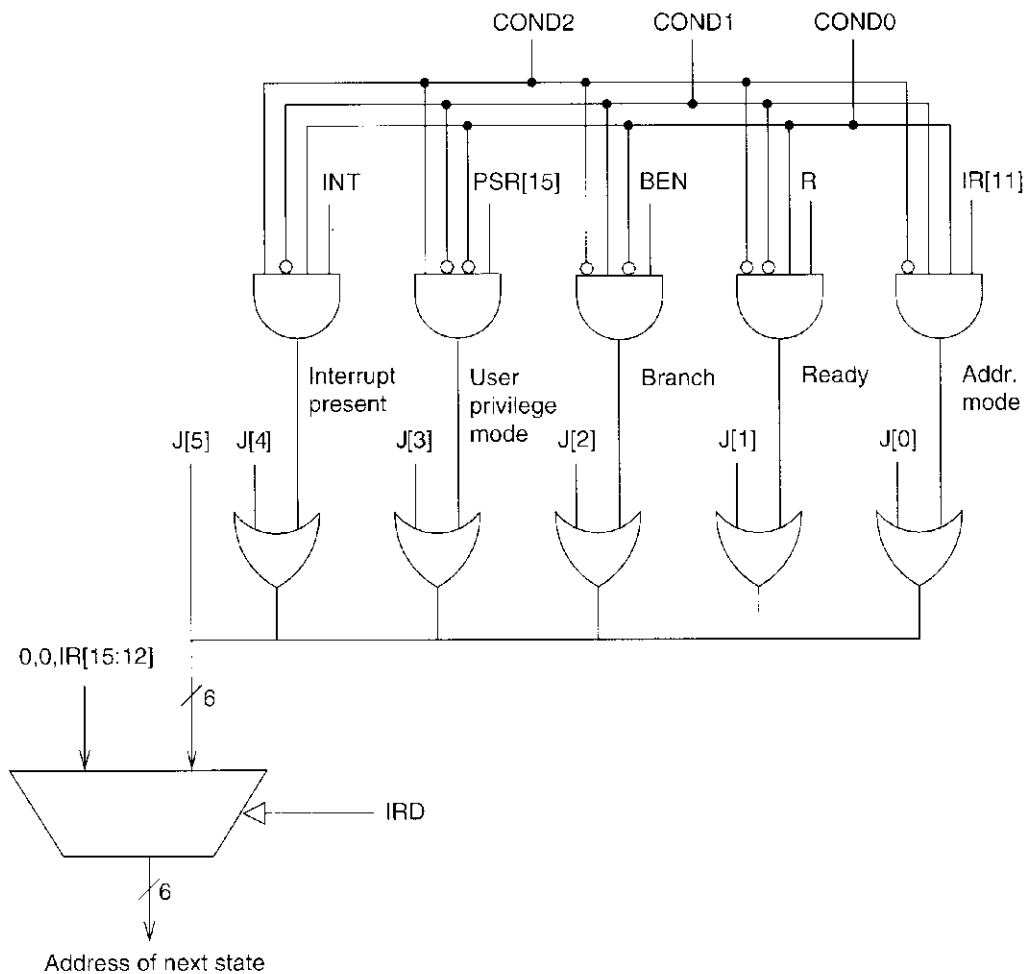 COND2 COND1 COND0
INT PSR[15] BEN R IR[11]
Interrupt present
User privilege mode
Branch
Ready
Addr. mode
J[5] J[4] J[3] J[2] J[1] J[0]
0,0,IR[15:12]
6
IRD
6
Address of next state